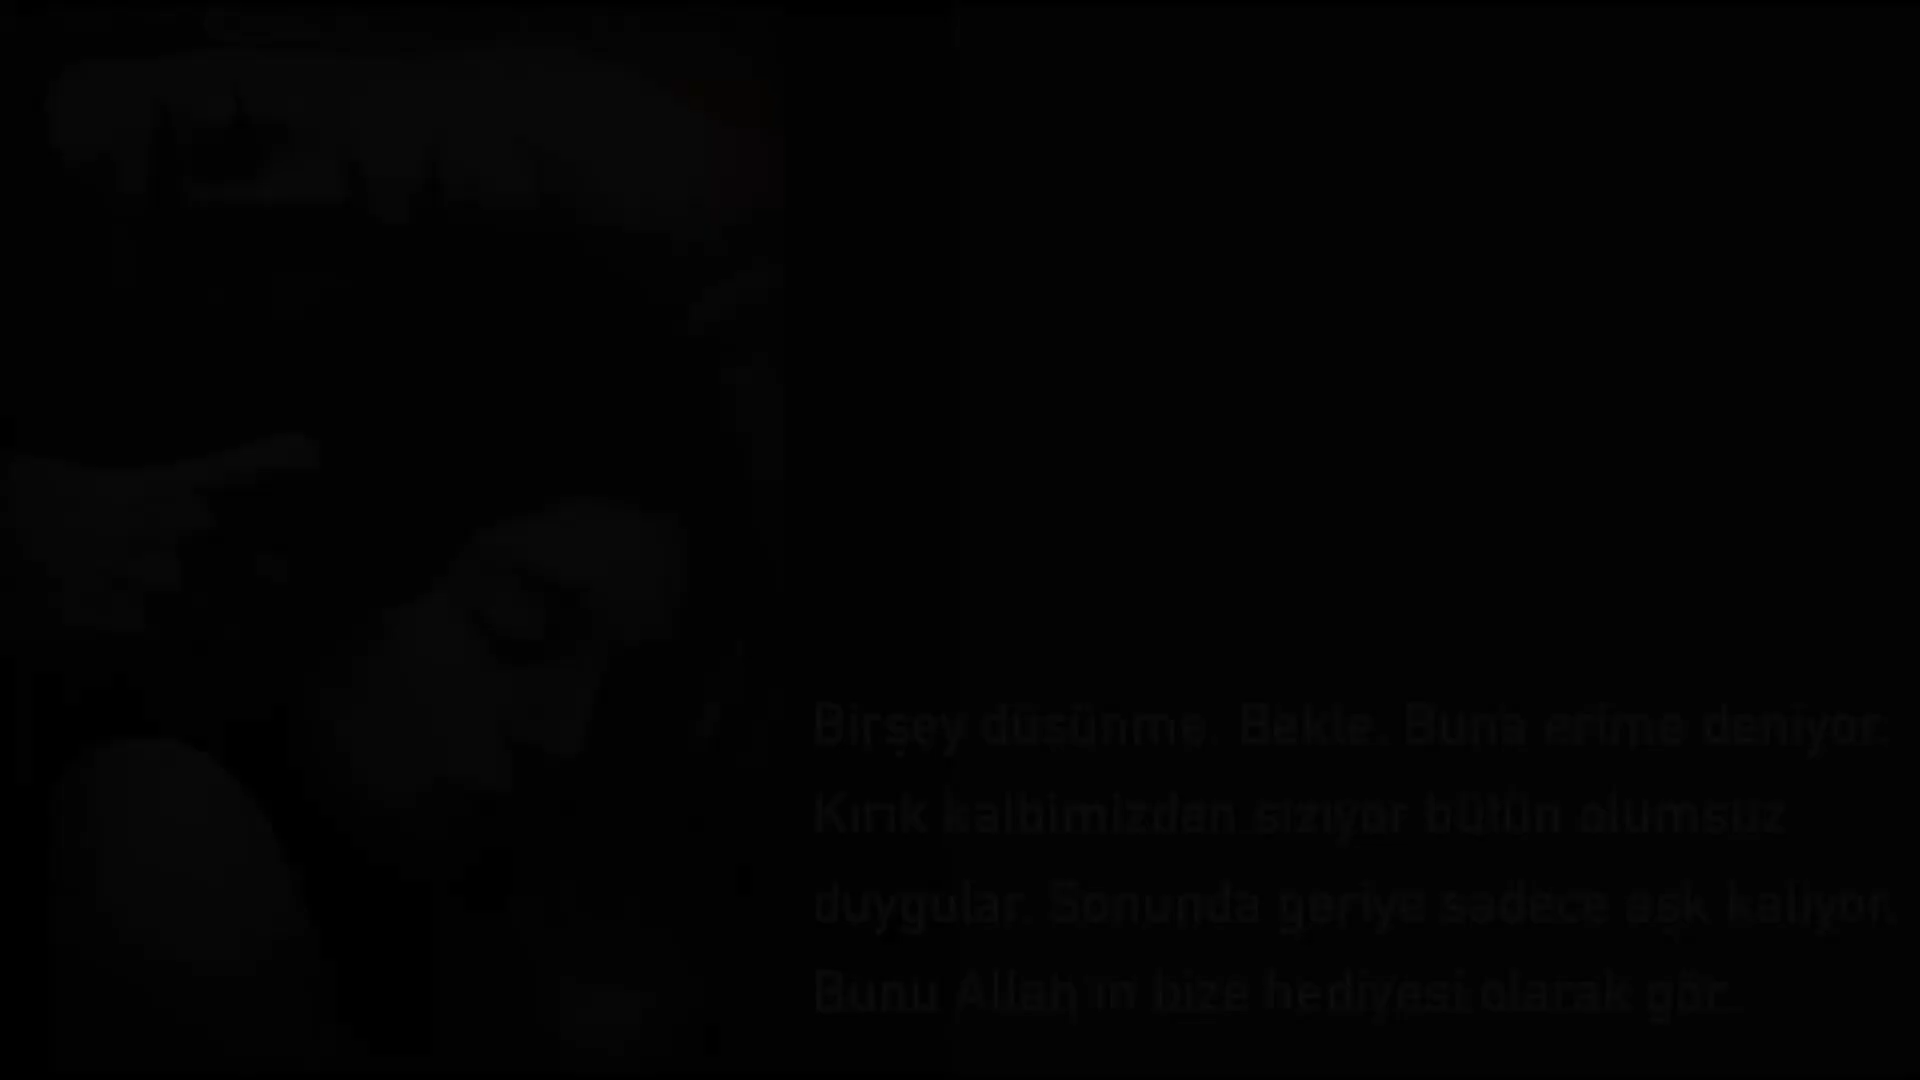 Birşey düşünme. Bekle. Buna erime deniyor.
Kırık kalbimizden sızıyor bütün olumsuz
duygular. Sonunda geriye sadece aşk kalıyor.
Bunu Allah ın bize hediyesi olarak gör.